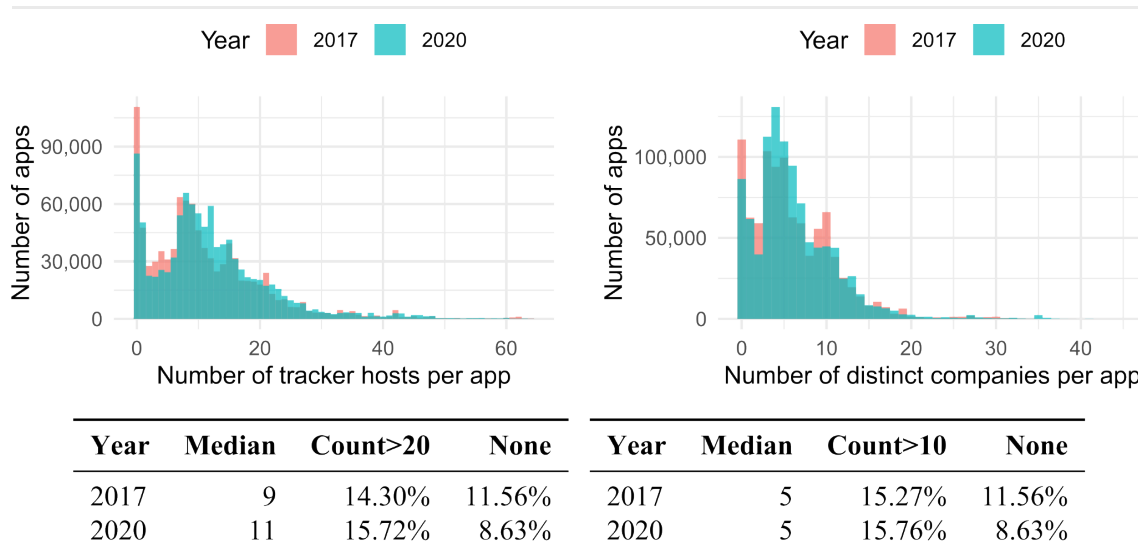 Year 2017 2020
Number of apps
90,000
60,000
30,000
0
0 20 40 60
Number of tracker hosts per app
Year 2017 2020
Number of apps
100,000
50,000
0
0 10 20 30 40
Number of distinct companies per app
Year Median Count>20 None
2017 9 14.30% 11.56%
2020 11 15.72% 8.63%
Year Median Count>10 None
2017 5 15.27% 11.56%
2020 5 15.76% 8.63%